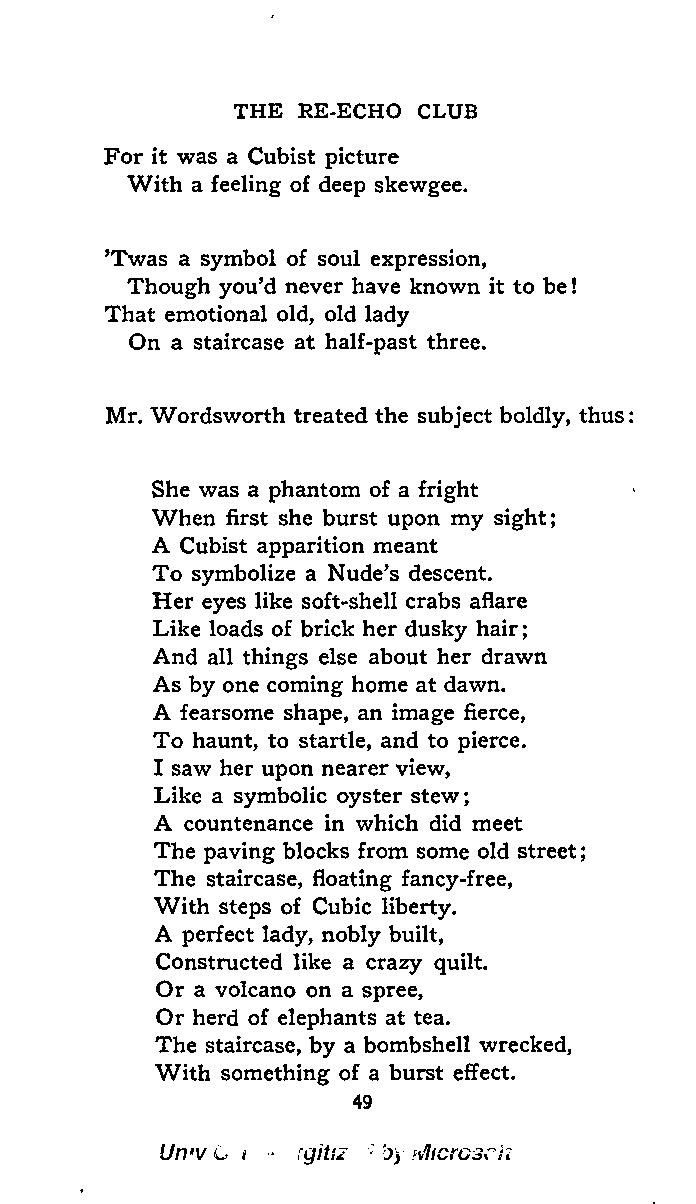 THE RE-ECHO CLUB
For it was a Cubist picture
With a feeling of deep skewgee.
’Twas a symbol of soul expression,
Though you’d never have known it to be!
That emotional old, old lady
On a staircase at half-past three.
Mr. Wordsworth treated the subject boldly, thus:
She was a phantom of a fright
When first she burst upon my sight;
A Cubist apparition meant
To symbolize a Nude’s descent.
Her eyes like soft-shell crabs aflare
Like loads of brick her dusky hair;
And all things else about her drawn
As by one coming home at dawn.
A fearsome shape, an image fierce,
To haunt, to startle, and to pierce.
I saw her upon nearer view,
Like a symbolic oyster stew;
A countenance in which did meet
The paving blocks from some old street;
The staircase, floating fancy-free,
With steps of Cubic liberty.
A perfect lady, nobly built,
Constructed like a crazy quilt.
Or a volcano on a spree,
Or herd of elephants at tea.
The staircase, by a bombshell wrecked,
With something of a burst effect.
49
Univ by